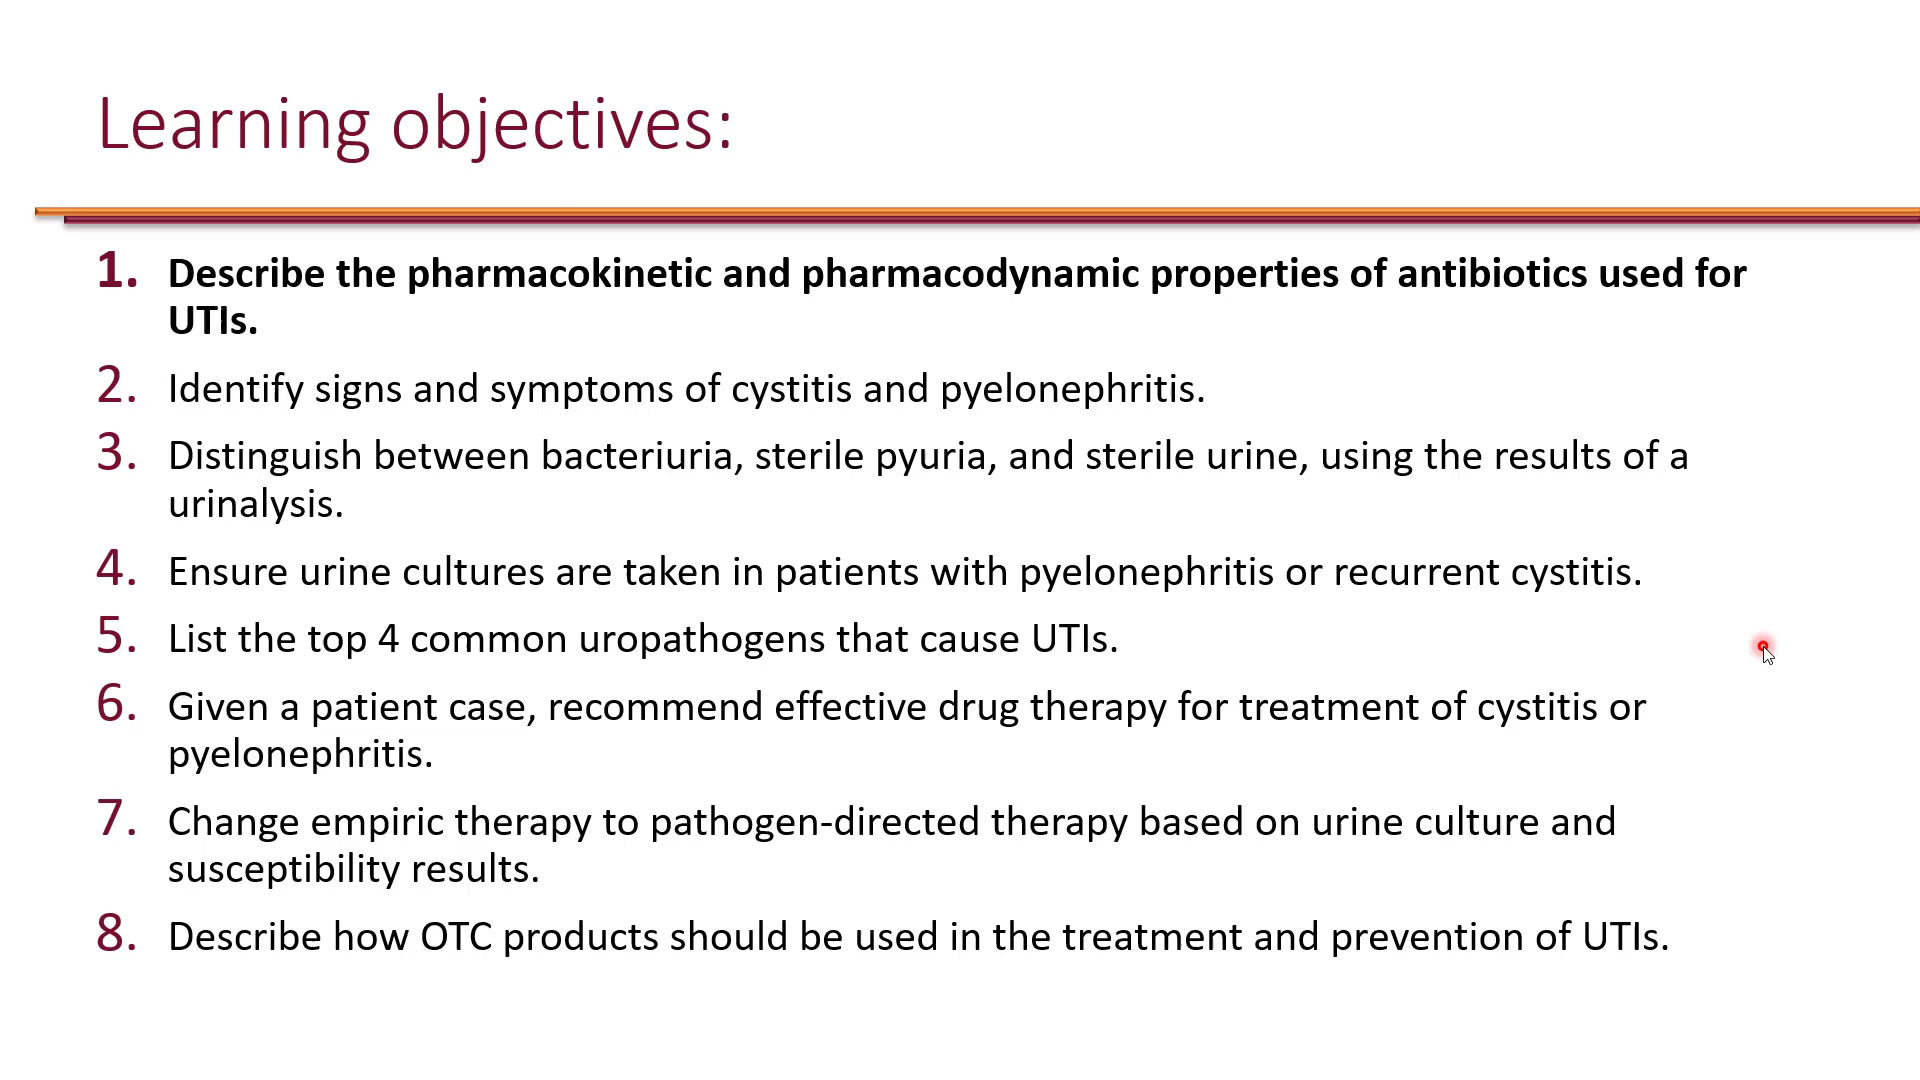 Learning objectives:
1. Describe the pharmacokinetic and pharmacodynamic properties of antibiotics used for
UTIs.
2. Identify signs and symptoms of cystitis and pyelonephritis.
3. Distinguish between bacteriuria, sterile pyuria, and sterile urine, using the results of a
urinalysis.
4. Ensure urine cultures are taken in patients with pyelonephritis or recurrent cystitis.
5. List the top 4 common uropathogens that cause UTIs.
6. Given a patient case, recommend effective drug therapy for treatment of cystitis or
pyelonephritis.
7. Change empiric therapy to pathogen-directed therapy based on urine culture and
susceptibility results.
8. Describe how OTC products should be used in the treatment and prevention of UTIs.